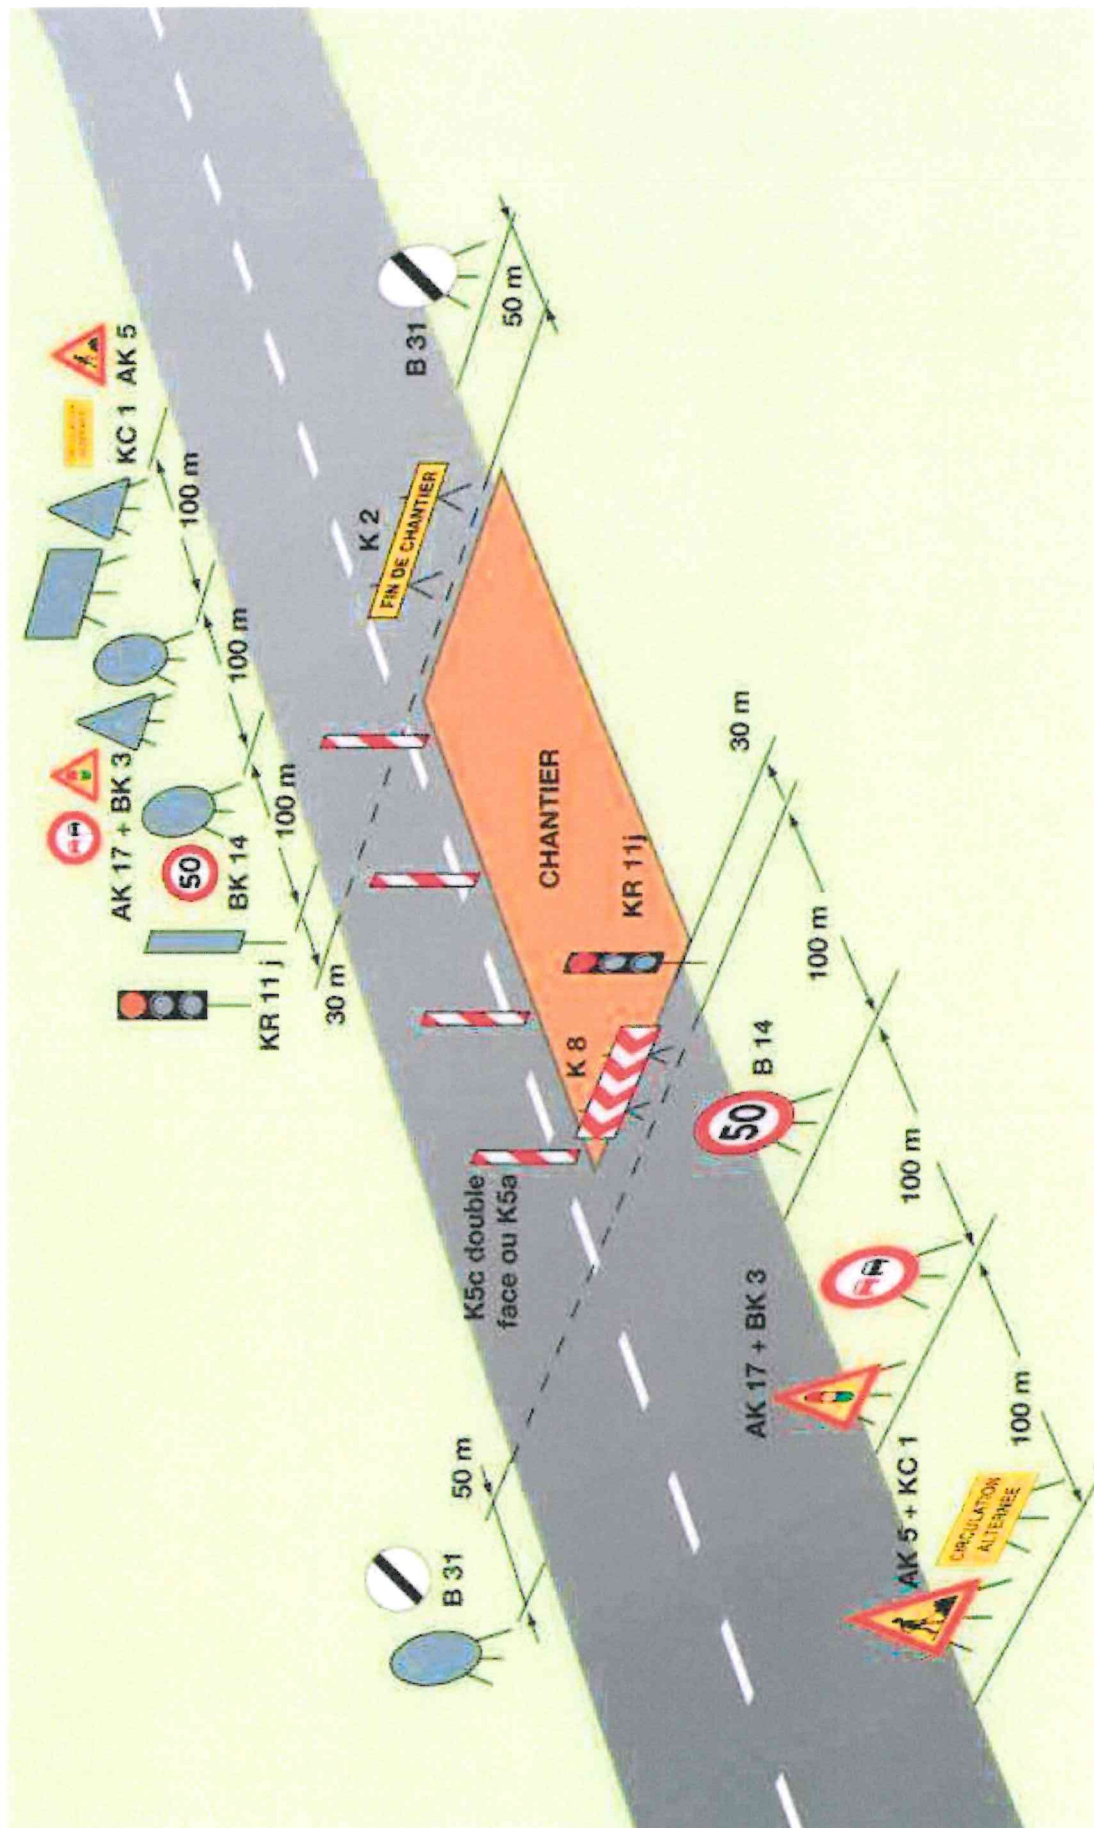 KC 1 AK 5
100 m
100 m
AK 17 + BK 3
100 m
50
BK 14
KR 11 j
30 m
B 31
50 m
K 2
FIN DE CHANTIER
CHANTIER
KR 11j
K 8
30 m
K5c double
face ou K5a
100 m
50
B 14
100 m
AK 17 + BK 3
100 m
50 m
B 31
AK 5 + KC 1
CIRCULATION
ALTERNEE